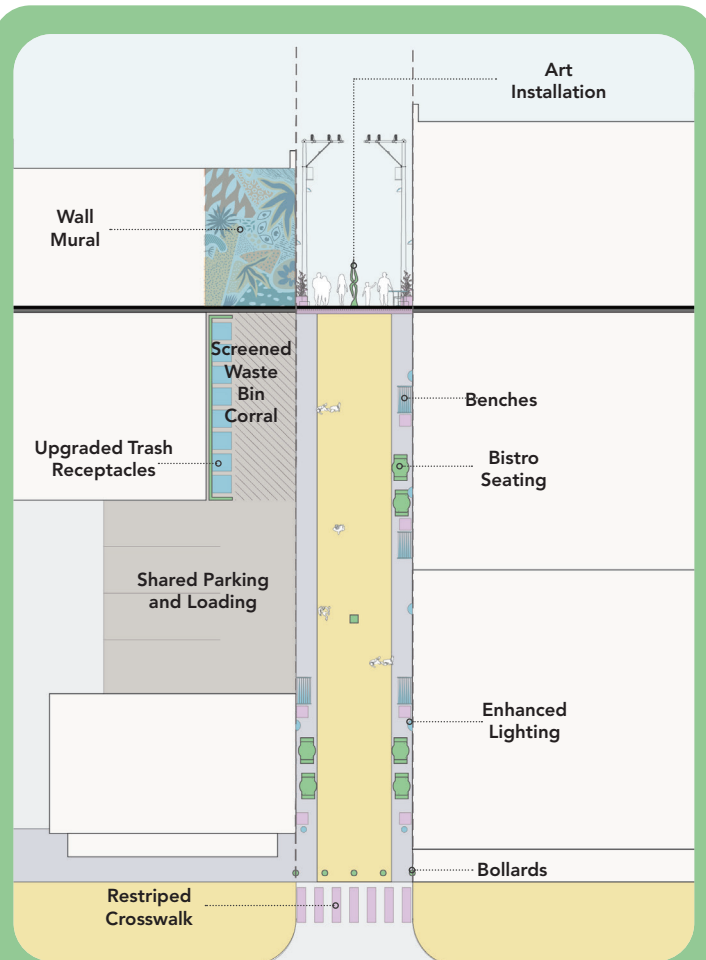 Art
Installation
Wall
Mural
Screened
Waste
Bin
Corral
Benches
Upgraded Trash
Receptacles
Bistro
Seating
Shared Parking
and Loading
Enhanced
Lighting
Bollards
Restriped
Crosswalk